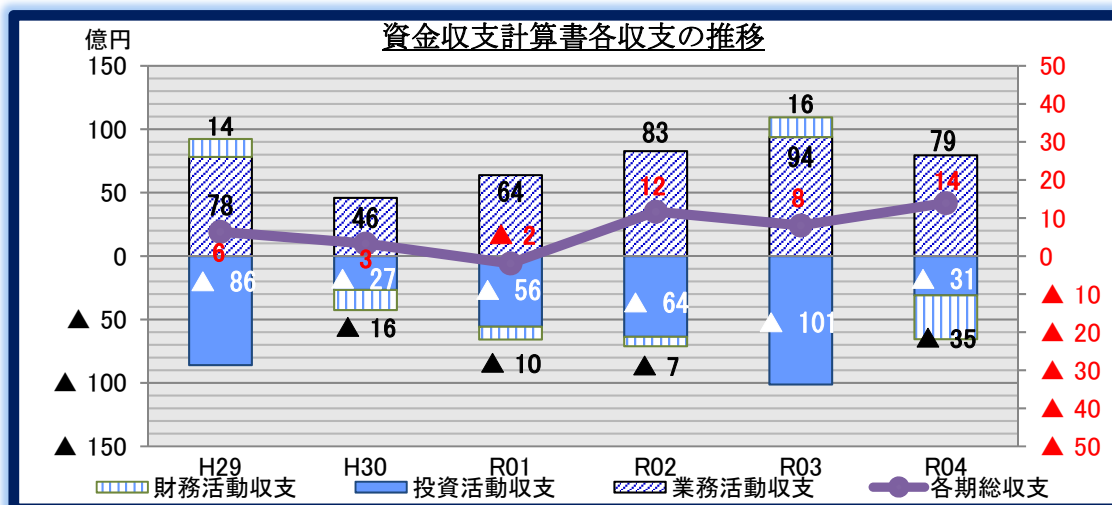 資金収支計算書各収支の推移
億円
150 50
40
100 30
20
50 10
0 0
▲ 10
▲ 50 ▲ 20
▲ 100 ▲ 30
▲ 40
▲ 150 ▲ 50
14 16
83 79
78 46 64 94
6 3 ▲ 2 12 8 14
▲ 86 ▲ 27 ▲ 56 ▲ 64 ▲ 101 ▲ 31
▲ 16 ▲ 10 ▲ 7 ▲ 35
H29 H30 R01 R02 R03 R04
財務活動収支 投資活動収支 業務活動収支 各期総収支